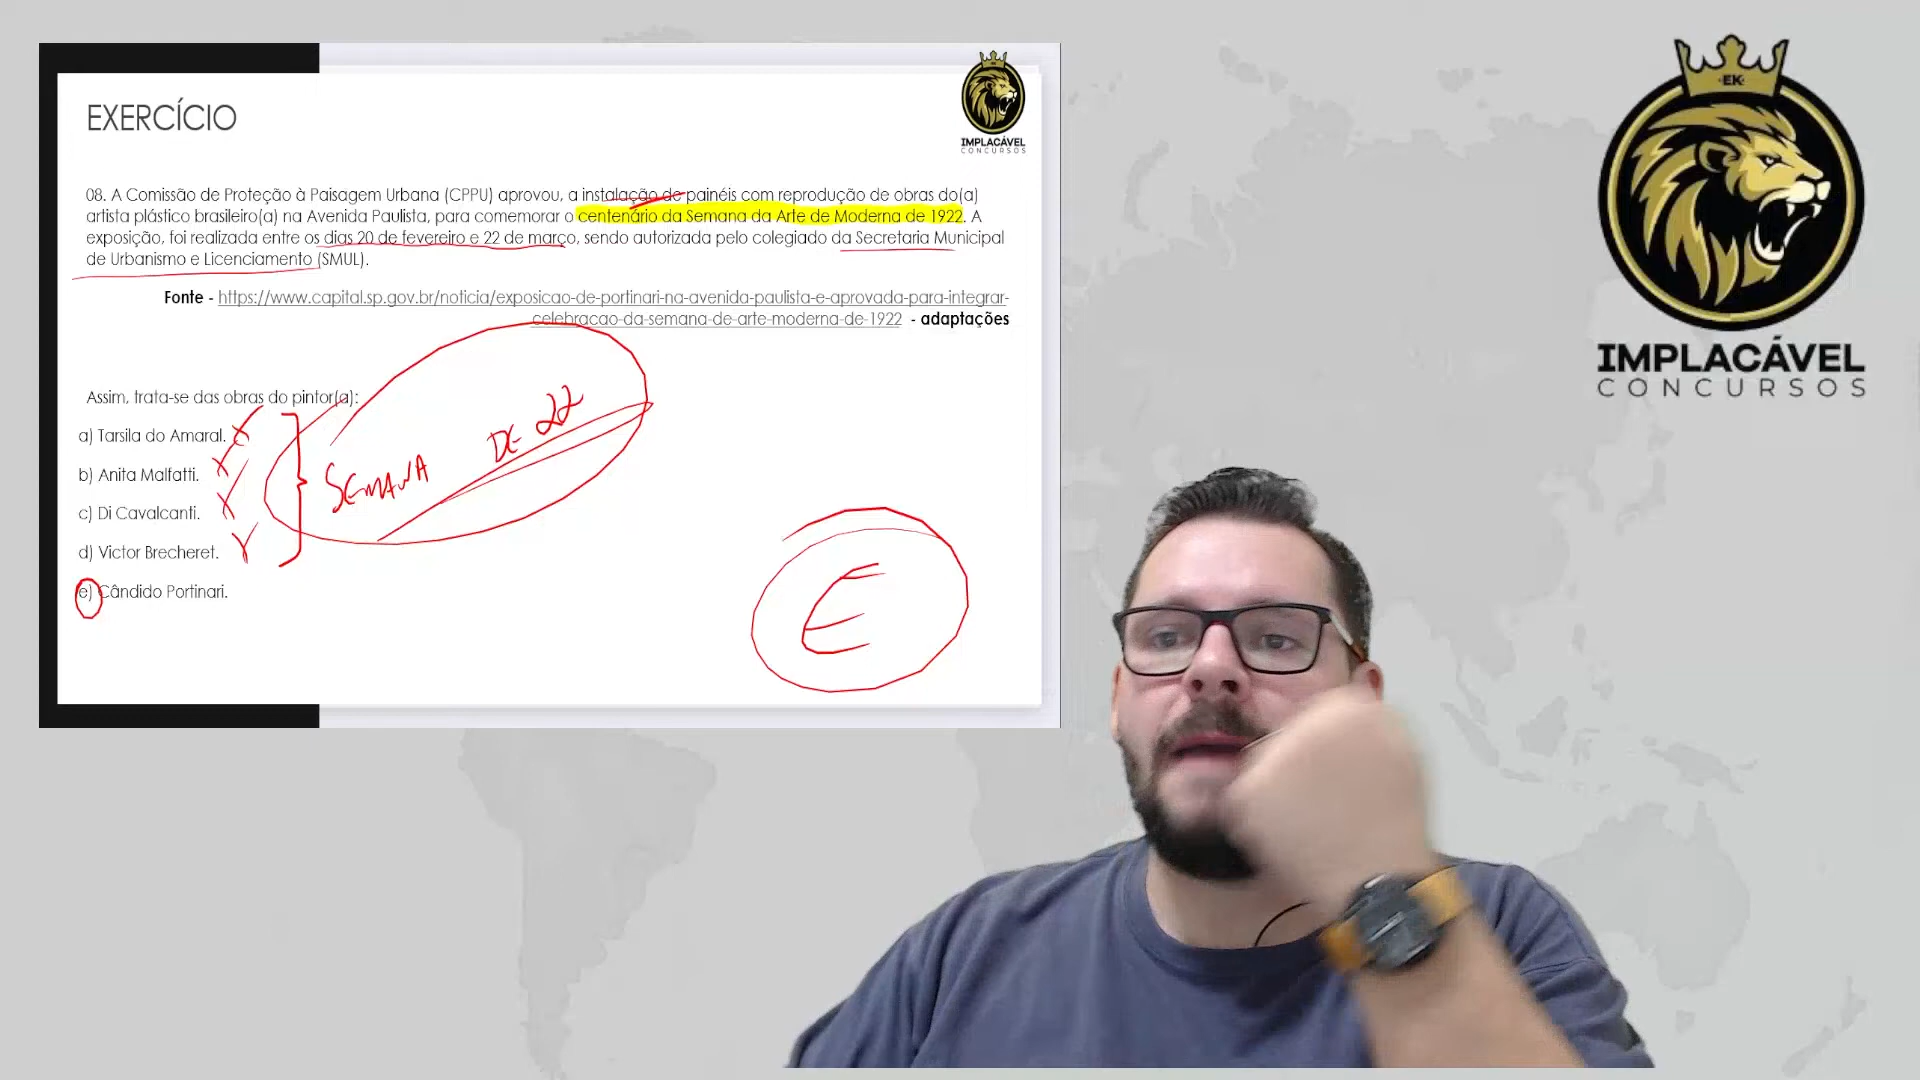 EXERCÍCIO
IMPLACÁVEL
CONCURSOS
08. A Comissão de Proteção à Paisagem Urbana (CPPU) aprovou, a instalação de painéis com reprodução de obras do(a)
artista plástico brasileiro(a) na Avenida Paulista, para comemorar o centenário da Semana da Arte de Moderna de 1922. A
exposição, foi realizada entre os dias 20 de fevereiro e 22 de março, sendo autorizada pelo colegiado da Secretaria Municipal
de Urbanismo e Licenciamento (SMUL).
Fonte - https://www.capital.sp.gov.br/noticia/exposicao-de-portinari-na-avenida-paulista-e-aprovada-para-integrar-
celebracao-da-semana-de-arte-moderna-de-1922 - adaptações
Assim, trata-se das obras do pintor(a):
a) Tarsila do Amaral.
b) Anita Malfatti.
c) Di Cavalcanti.
d) Victor Brecheret.
e) Cândido Portinari.
SEMANA DE 22
E
EK
IMPLACÁVEL
CONCURSOS